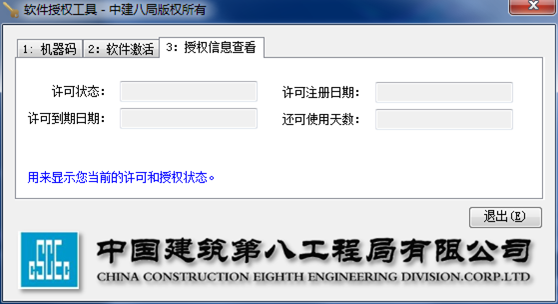 软件授权工具 - 中建八局版权所有
1: 机器码 2: 软件激活 3: 授权信息查看
许可状态: 许可注册日期:
许可到期日期: 还可使用天数:
用来显示您当前的许可和授权状态。
退出(E)
cSCEc
中国建筑第八工程局有限公司
CHINA CONSTRUCTION EIGHTH ENGINEERING DIVISION.CORP.LTD